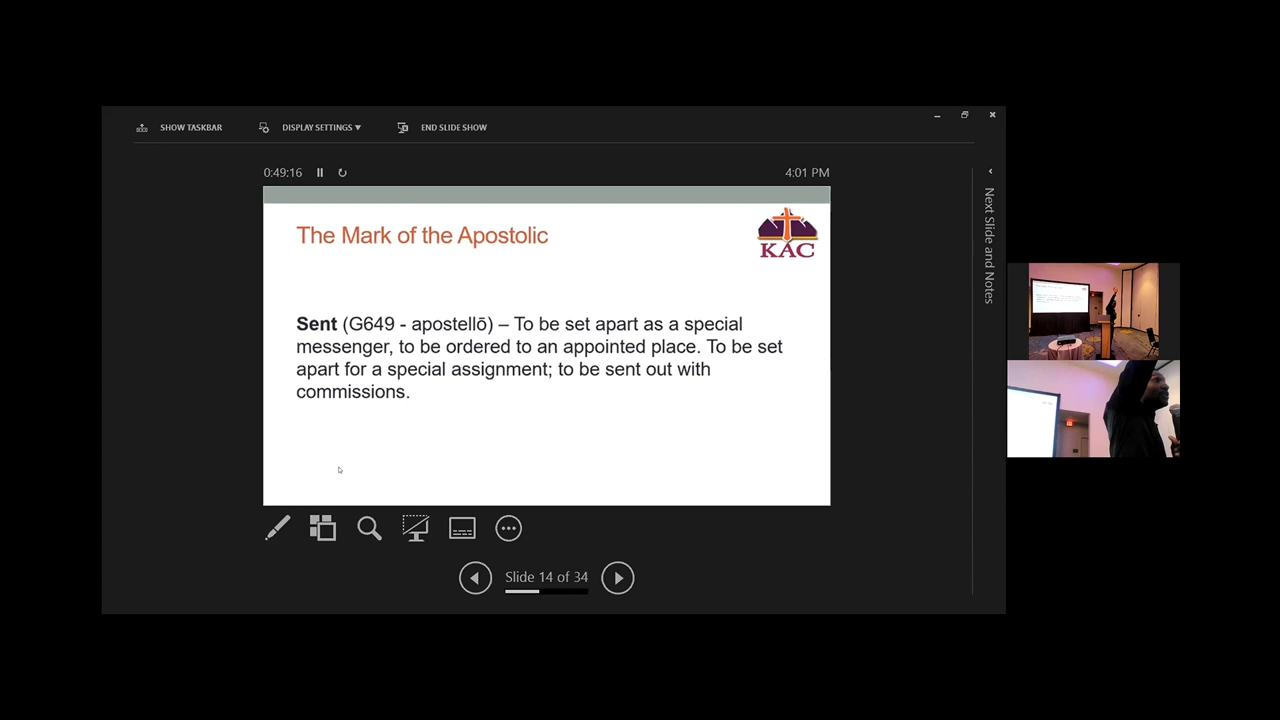 SHOW TASKBAR
DISPLAY SETTINGS ▼
END SLIDE SHOW
0:49:16
4:01 PM
The Mark of the Apostolic
KAC
Sent (G649 - apostellō) – To be set apart as a special
messenger, to be ordered to an appointed place. To be set
apart for a special assignment; to be sent out with
commissions.
Slide 14 of 34
Next Slide and Notes